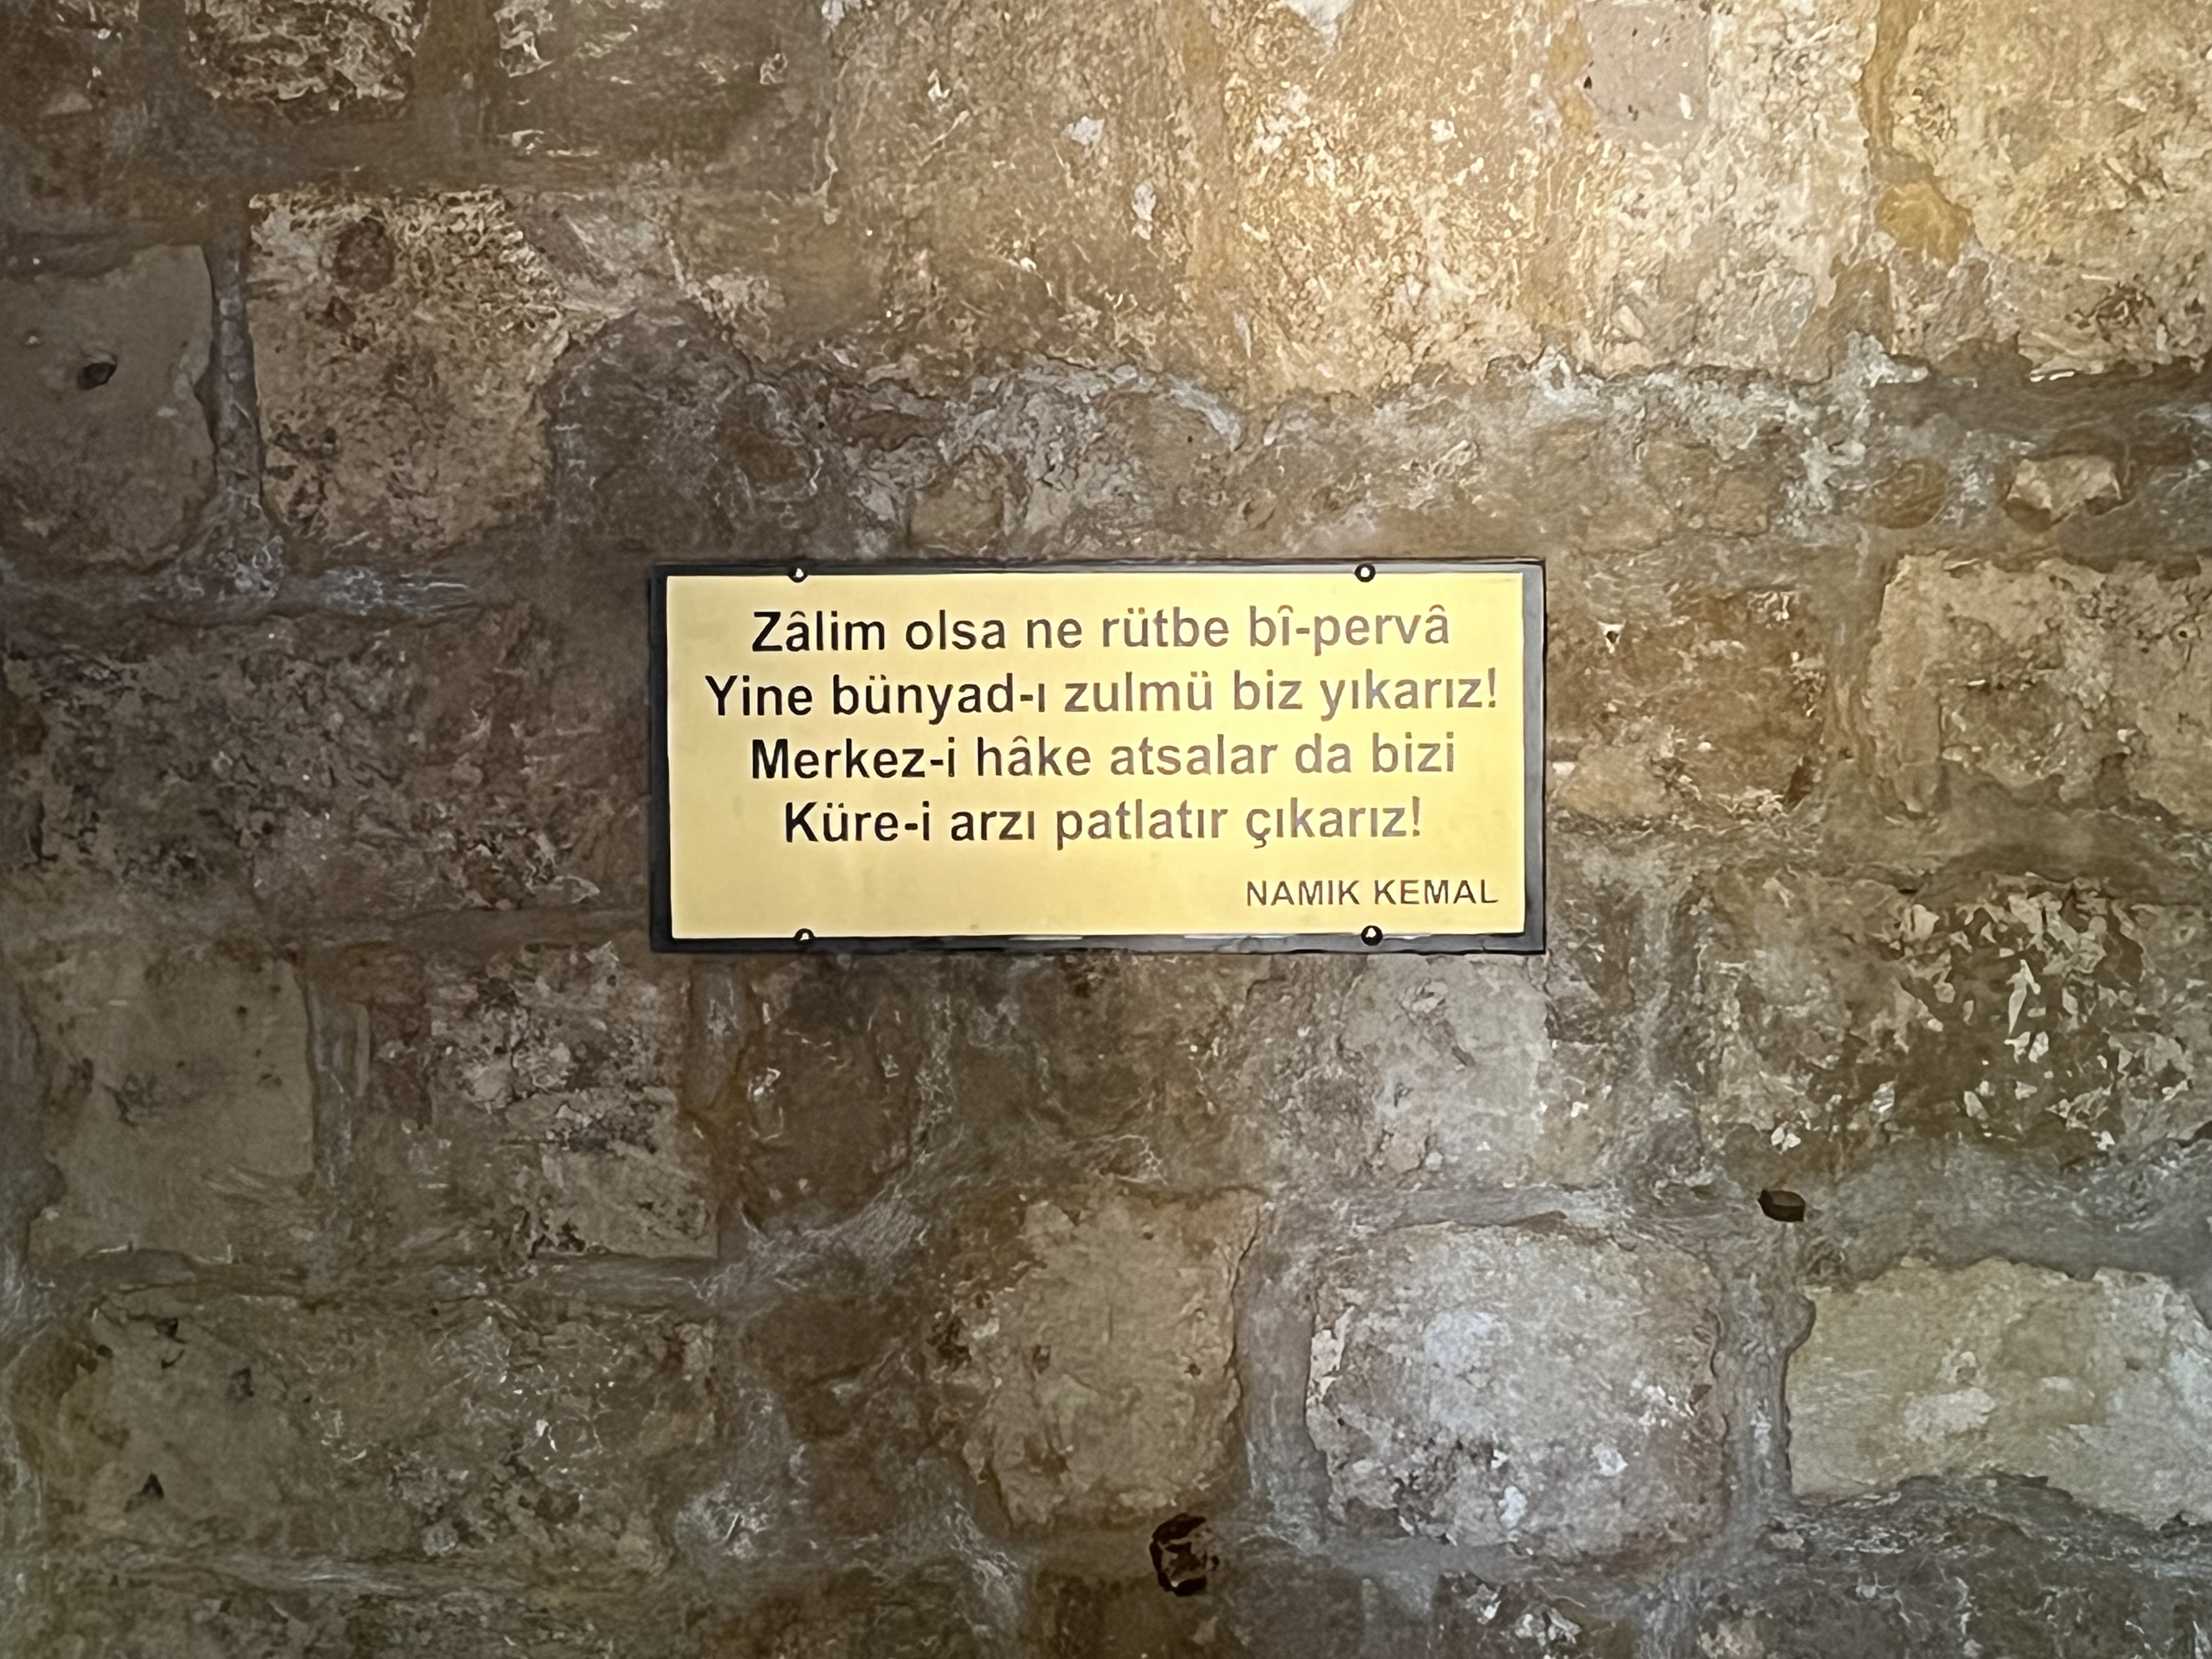 Zâlim olsa ne rütbe bî-pervâ
Yine bünyad-ı zulmü biz yıkarız!
Merkez-i hâke atsalar da bizi
Küre-i arzı patlatır çıkarız!
NAMIK KEMAL